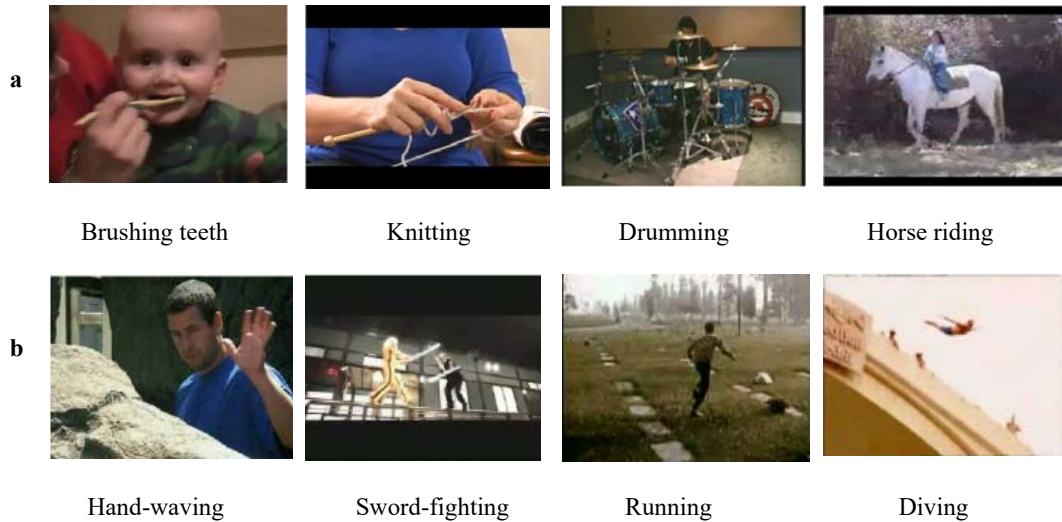 a
Brushing teeth Knitting Drumming Horse riding
b
Hand-waving Sword-fighting Running Diving